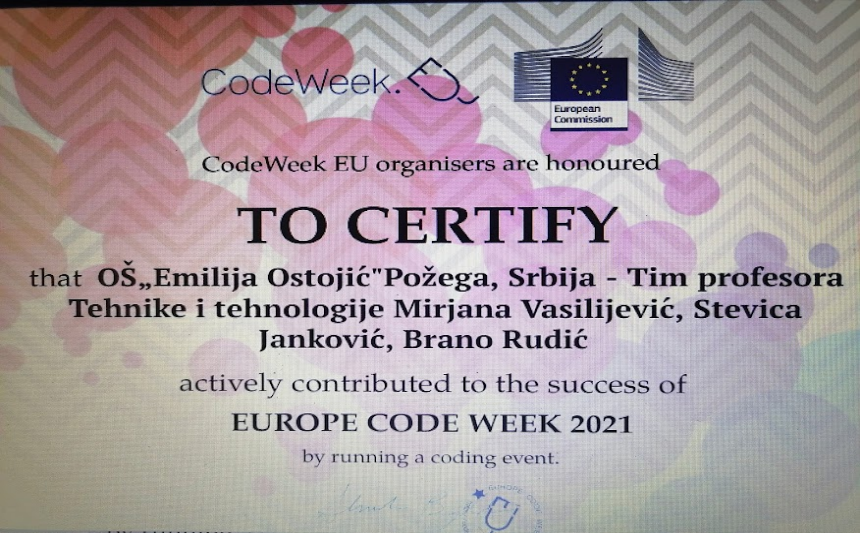 CodeWeek.EU
European
Commission
CodeWeek EU organisers are honoured
TO CERTIFY
that OŠ„Emilija Ostojić"Požega, Srbija - Tim profesora
Tehnike i tehnologije Mirjana Vasilijević, Stevica
Janković, Brano Rudić
actively contributed to the success of
EUROPE CODE WEEK 2021
by running a coding event.